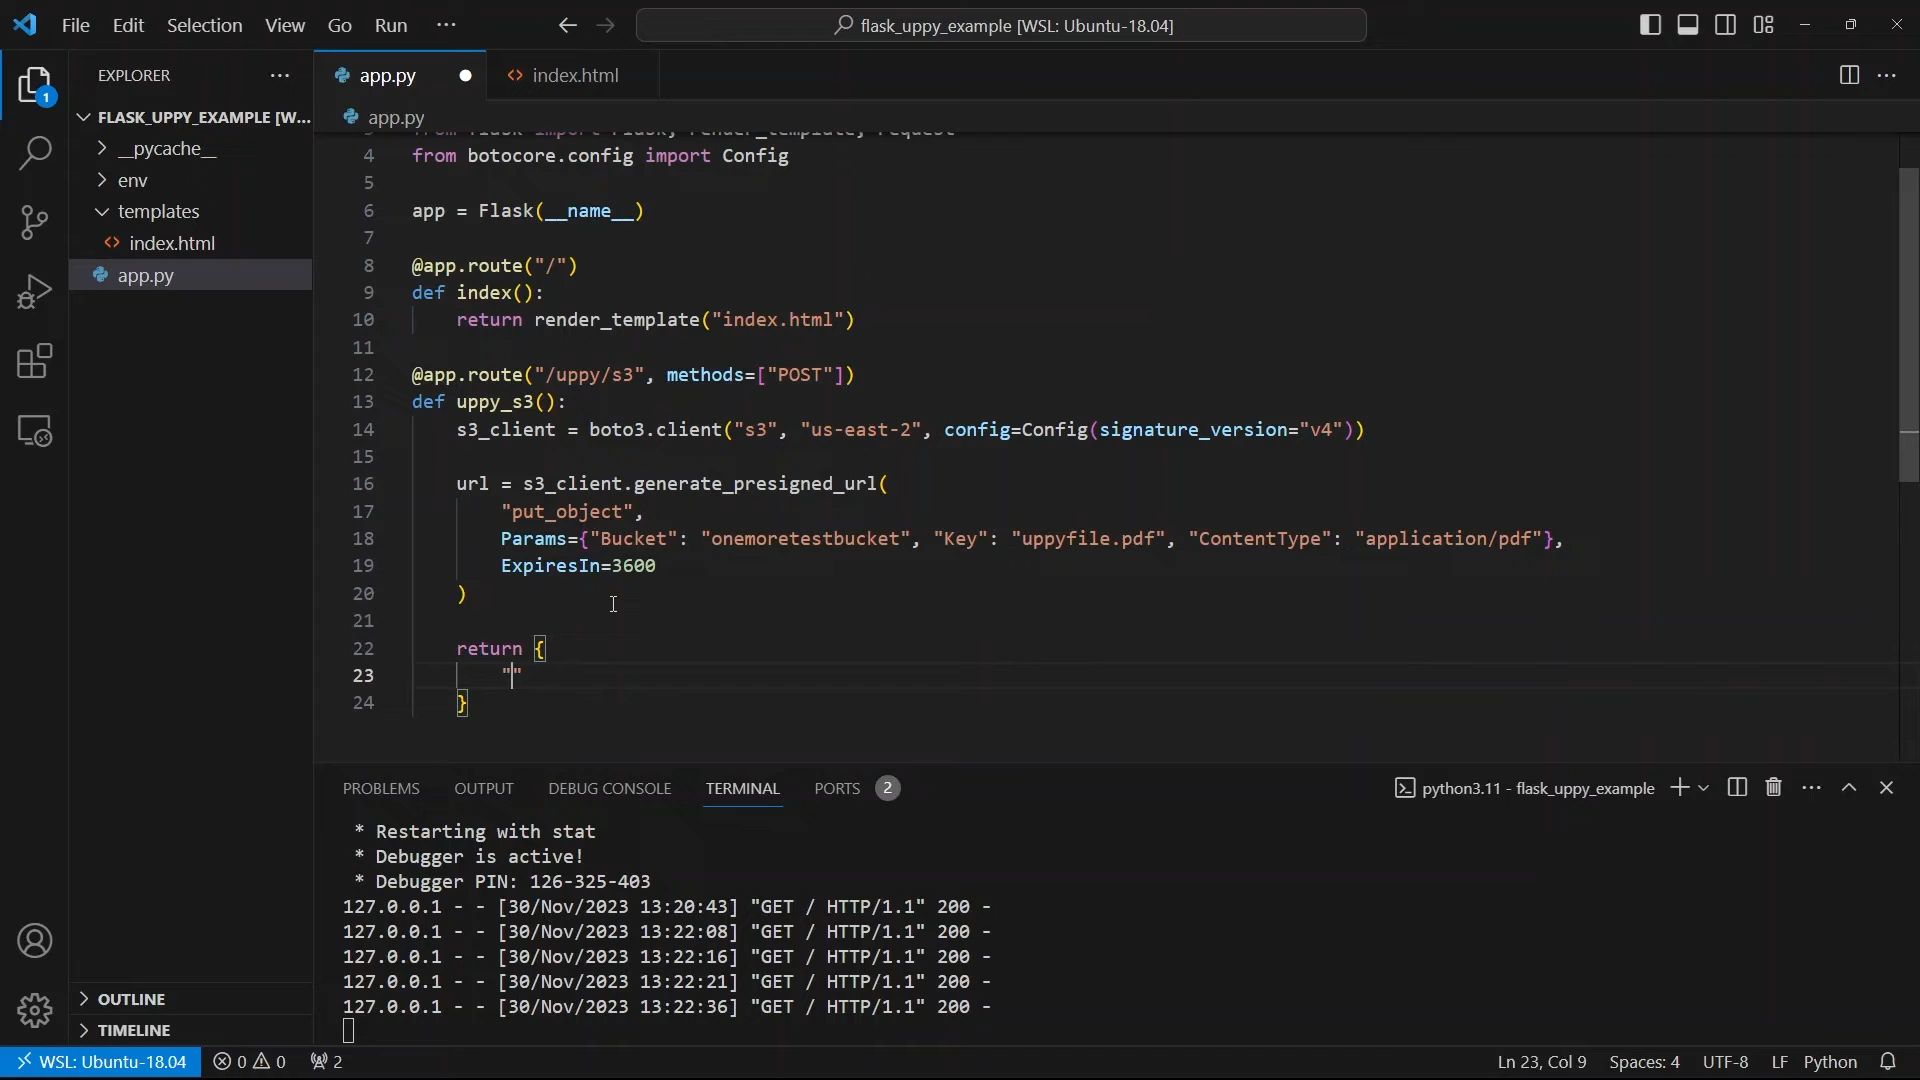 File Edit Selection View Go Run ···
flask_uppy_example [WSL: Ubuntu-18.04]
EXPLORER ···
1
FLASK_UPPY_EXAMPLE [W...
__pycache__
env
templates
index.html
app.py
OUTLINE
TIMELINE
app.py
index.html
app.py
from flask import Flask, render_template, request
4 from botocore.config import Config
5
6 app = Flask(__name__)
7
8 @app.route("/")
9 def index():
10 return render_template("index.html")
11
12 @app.route("/uppy/s3", methods=["POST"])
13 def uppy_s3():
14 s3_client = boto3.client("s3", "us-east-2", config=Config(signature_version="v4"))
15
16 url = s3_client.generate_presigned_url(
17 "put_object",
18 Params={"Bucket": "onemoretestbucket", "Key": "uppyfile.pdf", "ContentType": "application/pdf"},
19 ExpiresIn=3600
20 )
21
22 return {
23 ""
24 }
PROBLEMS OUTPUT DEBUG CONSOLE TERMINAL PORTS 2
python3.11 - flask_uppy_example
* Restarting with stat
* Debugger is active!
* Debugger PIN: 126-325-403
127.0.0.1 - - [30/Nov/2023 13:20:43] "GET / HTTP/1.1" 200 -
127.0.0.1 - - [30/Nov/2023 13:22:08] "GET / HTTP/1.1" 200 -
127.0.0.1 - - [30/Nov/2023 13:22:16] "GET / HTTP/1.1" 200 -
127.0.0.1 - - [30/Nov/2023 13:22:21] "GET / HTTP/1.1" 200 -
127.0.0.1 - - [30/Nov/2023 13:22:36] "GET / HTTP/1.1" 200 -
WSL: Ubuntu-18.04 0 0 2 Ln 23, Col 9 Spaces: 4 UTF-8 LF Python